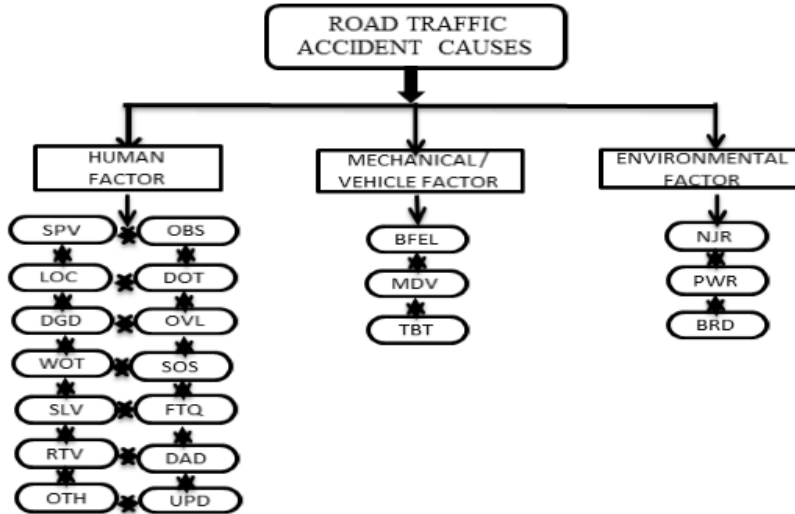 ROAD TRAFFIC
ACCIDENT CAUSES
HUMAN
FACTOR
MECHANICAL/
VEHICLE FACTOR
ENVIRONMENTAL
FACTOR
SPV
OBS
LOC
DOT
DGD
OVL
WOT
SOS
SLV
FTQ
RTV
DAD
OTH
UPD
BFEL
MDV
TBT
NJR
PWR
BRD